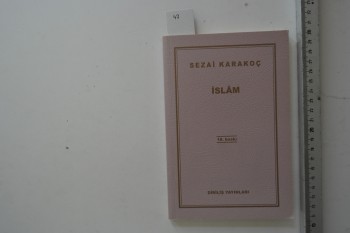 SEZAİ KARAKOÇ
İSLÂM
DİRİLİŞ YAYINLARI